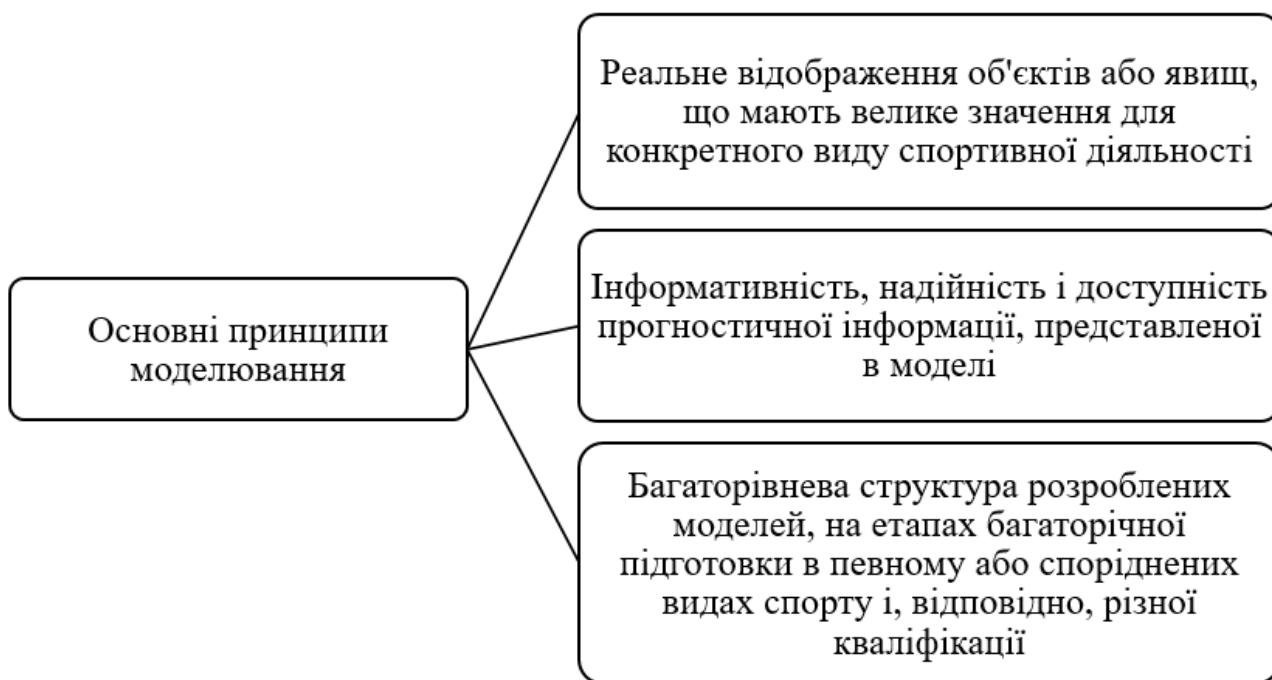 Основні принципи
моделювання
Реальне відображення об'єктів або явищ,
що мають велике значення для
конкретного виду спортивної діяльності
Інформативність, надійність і доступність
прогностичної інформації, представленої
в моделі
Багаторівнева структура розроблених
моделей, на етапах багаторічної
підготовки в певному або споріднених
видах спорту і, відповідно, різної
кваліфікації